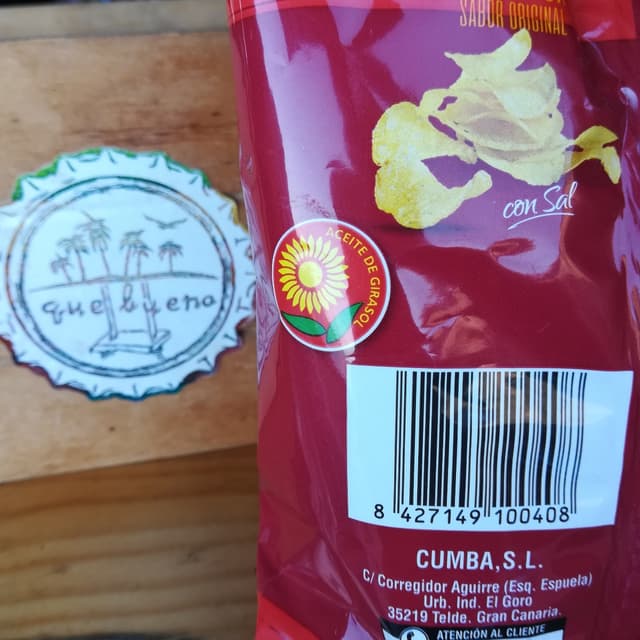 SABOR ORIGINAL
con Sal
ACEITE DE GIRASOL
que bueno
8 427149 100408
CUMBA, S.L.
C/ Corregidor Aguirre (Esq. Espuela)
Urb. Ind. El Goro
35219 Telde. Gran Canaria.
ATENCIÓN AL CLIENTE